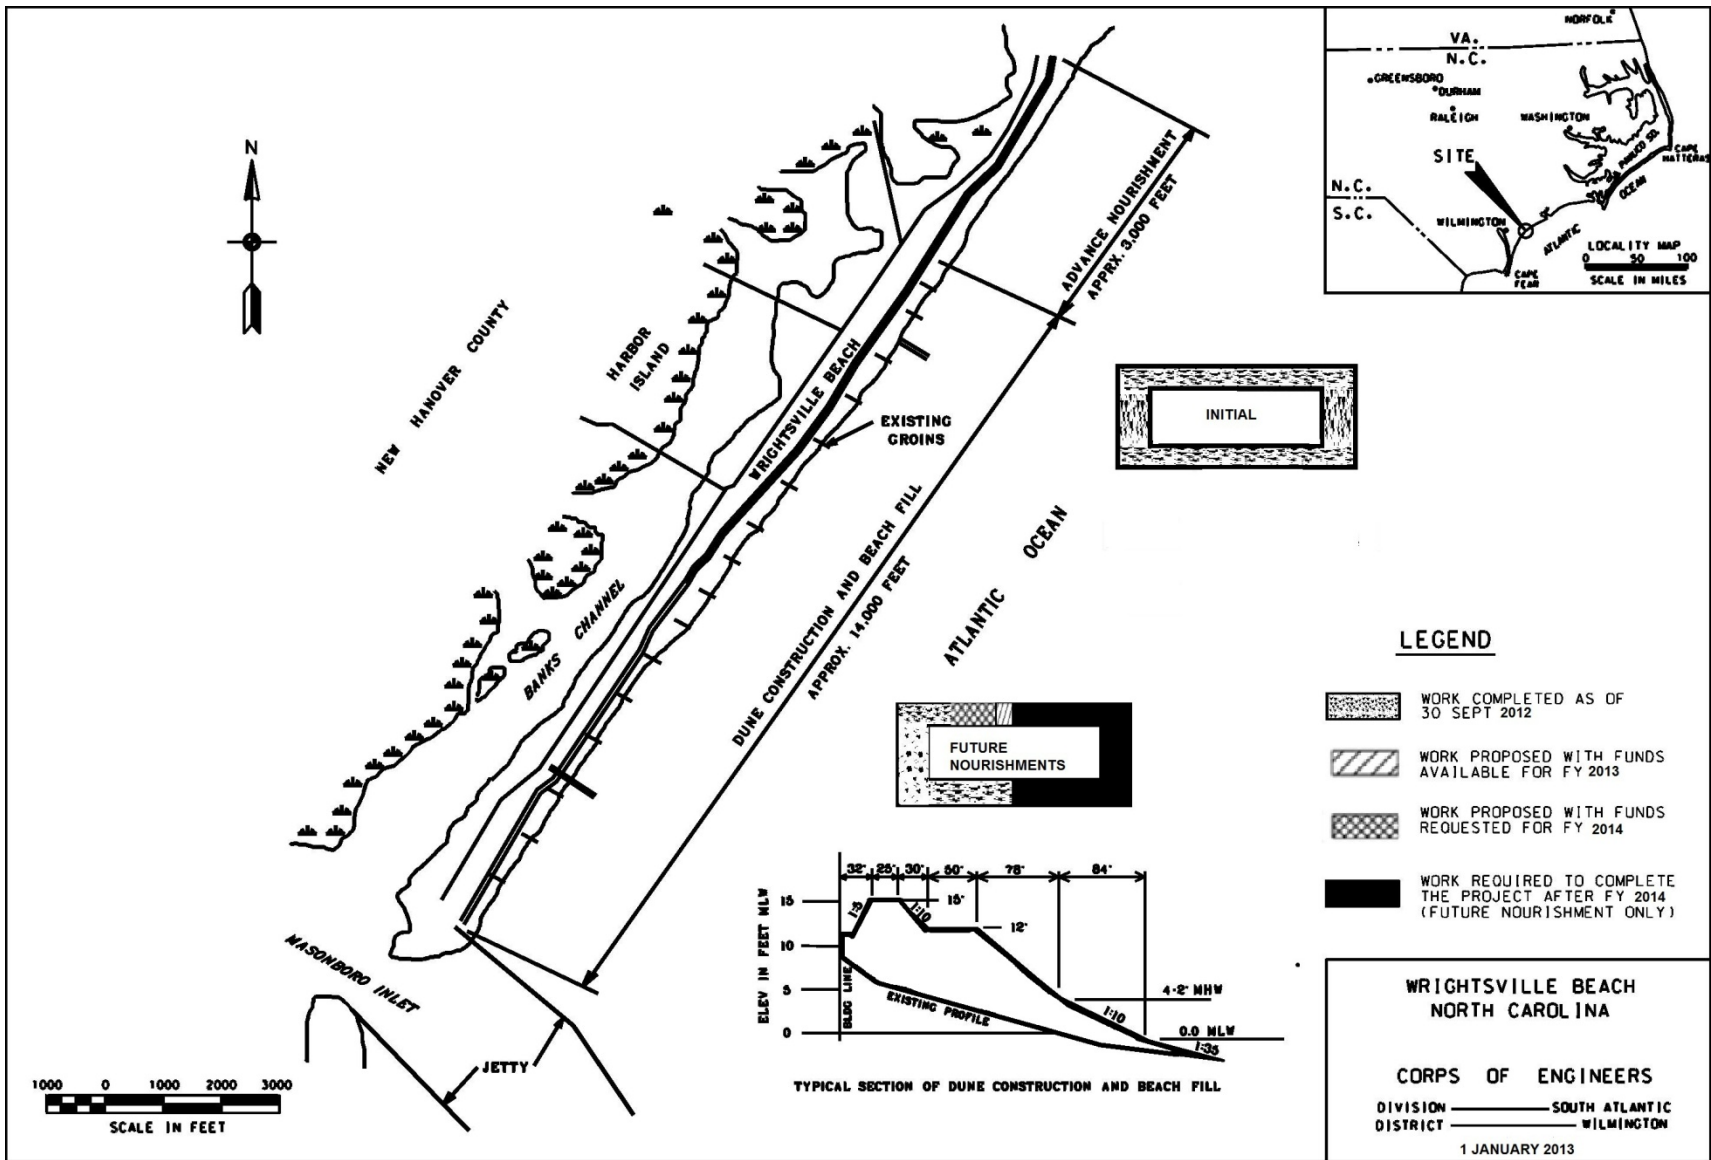 NORFOLK
VA.
N.C.
GREENSBORO
DURHAM
RALEIGH
WASHINGTON
PAMLICO SD.
CAPE
HATTERAS
SITE
OCEAN
N.C.
S.C.
WILMINGTON
ATLANTIC
LOCALITY MAP
0 50 100
SCALE IN MILES
CAPE
FEAR
N
NEW HANOVER COUNTY
HARBOR
ISLAND
WRIGHTSVILLE BEACH
ADVANCE NOURISHMENT
APPRX. 3,000 FEET
EXISTING
GROINS
INITIAL
DUNE CONSTRUCTION AND BEACH FILL
APPROX. 14,000 FEET
ATLANTIC OCEAN
BANKS CHANNEL
FUTURE
NOURISHMENTS
MASONBORO INLET
JETTY
1000 0 1000 2000 3000
SCALE IN FEET
32' 25' 30' 50' 78' 84'
ELEV IN FEET MLW
15
10
5
0
1:5
1:10
15'
12'
BLDG LINE
EXISTING PROFILE
4.2' MHW
1:10
0.0 MLW
1:35
TYPICAL SECTION OF DUNE CONSTRUCTION AND BEACH FILL
LEGEND
WORK COMPLETED AS OF
30 SEPT 2012
WORK PROPOSED WITH FUNDS
AVAILABLE FOR FY 2013
WORK PROPOSED WITH FUNDS
REQUESTED FOR FY 2014
WORK REQUIRED TO COMPLETE
THE PROJECT AFTER FY 2014
(FUTURE NOURISHMENT ONLY)
WRIGHTSVILLE BEACH
NORTH CAROLINA
CORPS OF ENGINEERS
DIVISION SOUTH ATLANTIC
DISTRICT WILMINGTON
1 JANUARY 2013